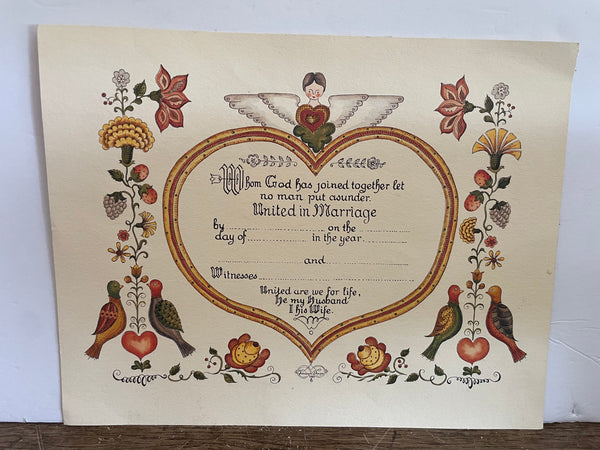 Whom God has joined together let
no man put asunder.
United in Marriage
by.................... on the ...............
day of.................. in the year...............
........................ and .....................
Witnesses...................................
United are we for life,
He my Husband
I his Wife.